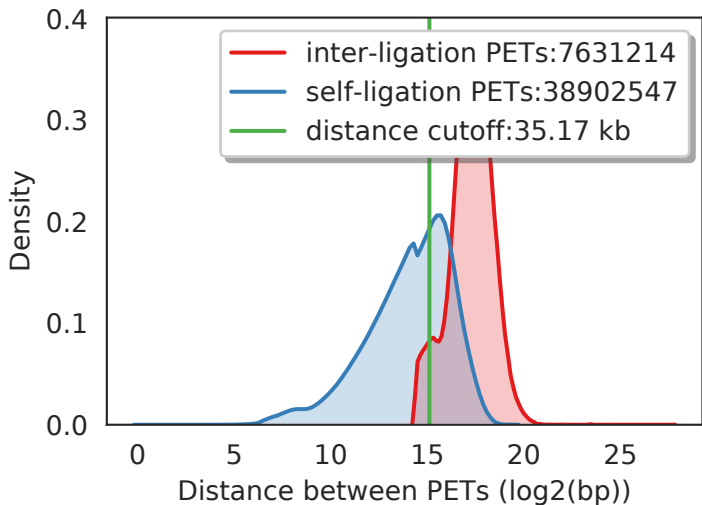 0.4
0.3
0.2
0.1
0.0
Density
inter-ligation PETs:7631214
self-ligation PETs:38902547
distance cutoff:35.17 kb
0 5 10 15 20 25
Distance between PETs (log2(bp))